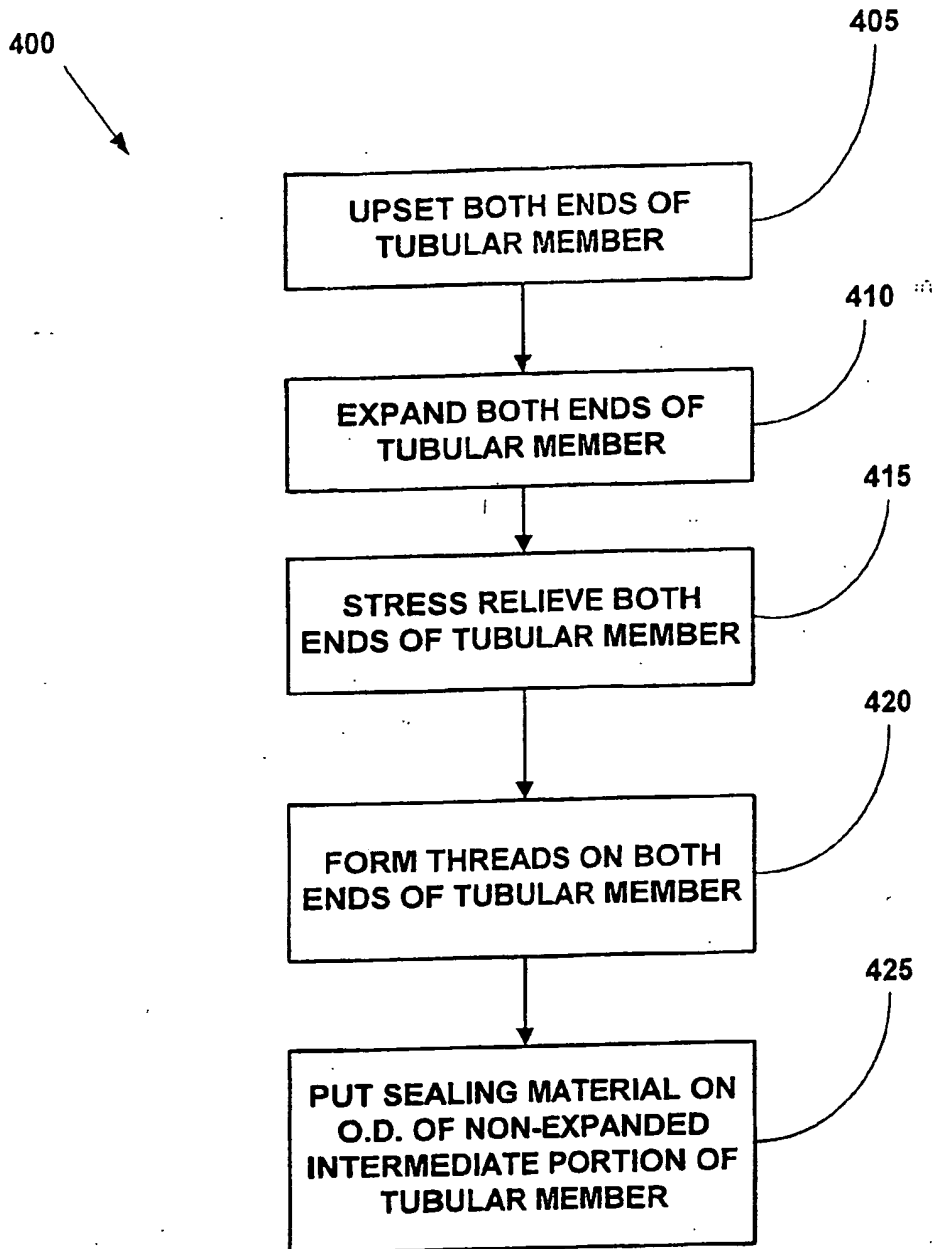 400
405
UPSET BOTH ENDS OF
TUBULAR MEMBER
410
EXPAND BOTH ENDS OF
TUBULAR MEMBER
415
STRESS RELIEVE BOTH
ENDS OF TUBULAR MEMBER
420
FORM THREADS ON BOTH
ENDS OF TUBULAR MEMBER
425
PUT SEALING MATERIAL ON
O.D. OF NON-EXPANDED
INTERMEDIATE PORTION OF
TUBULAR MEMBER